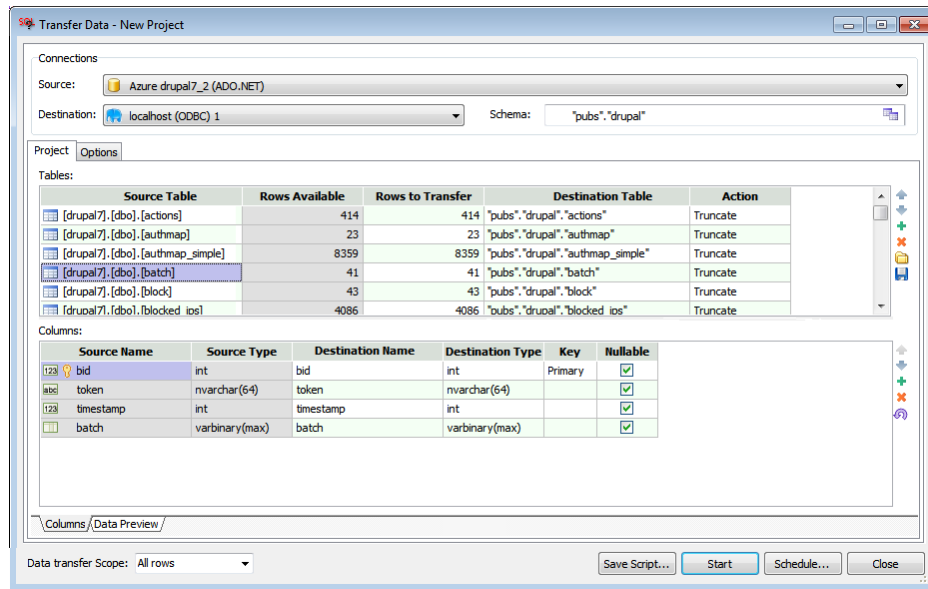 SQL Transfer Data - New Project
Connections
Source: Azure drupal7_2 (ADO.NET)
Destination: localhost (ODBC) 1 Schema: "pubs"."drupal"
Project Options
Tables:
Source Table Rows Available Rows to Transfer Destination Table Action
[drupal7].[dbo].[actions] 414 414 "pubs"."drupal"."actions" Truncate
[drupal7].[dbo].[authmap] 23 23 "pubs"."drupal"."authmap" Truncate
[drupal7].[dbo].[authmap_simple] 8359 8359 "pubs"."drupal"."authmap_simple" Truncate
[drupal7].[dbo].[batch] 41 41 "pubs"."drupal"."batch" Truncate
[drupal7].[dbo].[block] 43 43 "pubs"."drupal"."block" Truncate
[drupal7].[dbo].[blocked_ips] 4086 4086 "pubs"."drupal"."blocked_ips" Truncate
Columns:
Source Name Source Type Destination Name Destination Type Key Nullable
123 bid int bid int Primary
abc token nvarchar(64) token nvarchar(64)
123 timestamp int timestamp int
batch varbinary(max) batch varbinary(max)
Columns Data Preview
Data transfer Scope: All rows Save Script... Start Schedule... Close